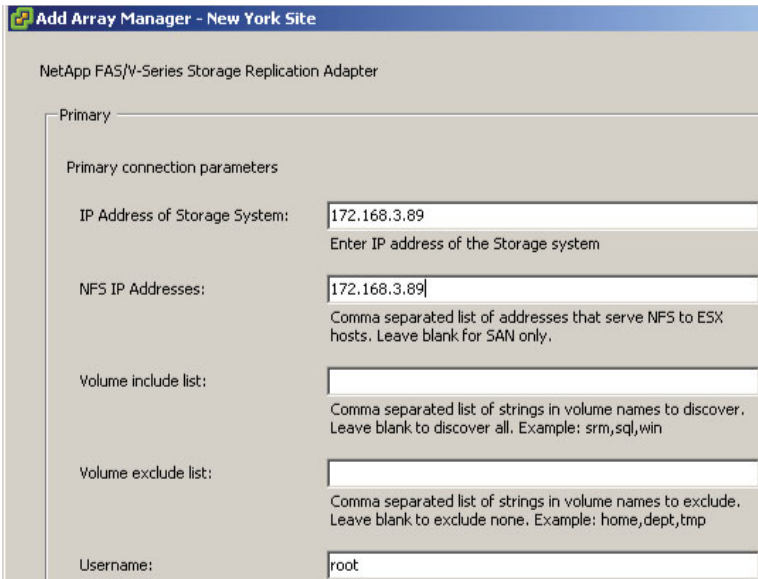 Add Array Manager - New York Site
NetApp FAS/V-Series Storage Replication Adapter
Primary
Primary connection parameters
IP Address of Storage System:
172.168.3.89
Enter IP address of the Storage system
NFS IP Addresses:
172.168.3.89
Comma separated list of addresses that serve NFS to ESX
hosts. Leave blank for SAN only.
Volume include list:
Comma separated list of strings in volume names to discover.
Leave blank to discover all. Example: srm,sql,win
Volume exclude list:
Comma separated list of strings in volume names to exclude.
Leave blank to exclude none. Example: home,dept,tmp
Username:
root